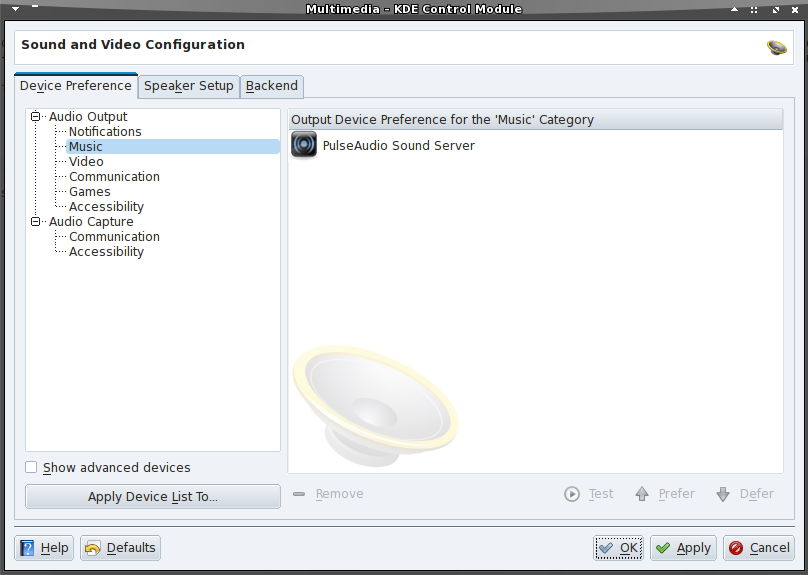 Multimedia – KDE Control Module
Sound and Video Configuration
Device Preference Speaker Setup Backend
Audio Output
Notifications
Music
Video
Communication
Games
Accessibility
Audio Capture
Communication
Accessibility
Output Device Preference for the 'Music' Category
PulseAudio Sound Server
Show advanced devices
Apply Device List To...
Remove Test Prefer Defer
Help Defaults OK Apply Cancel